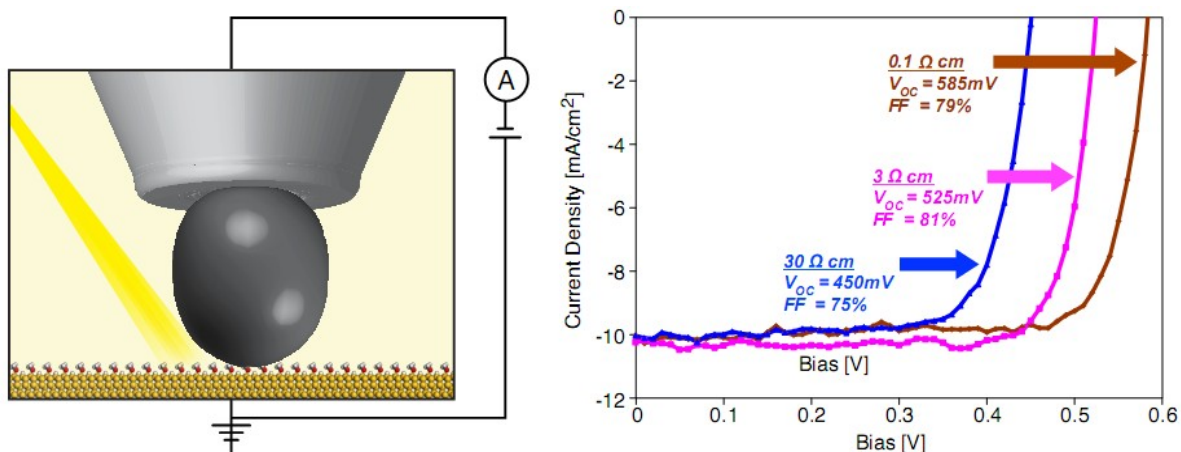 A
0
-2
-4
-6
-8
-10
-12
Current Density [mA/cm²]
0.1 Ω cm
V_OC = 585mV
FF = 79%
3 Ω cm
V_OC = 525mV
FF = 81%
30 Ω cm
V_OC = 450mV
FF = 75%
Bias [V]
0 0.1 0.2 0.3 0.4 0.5 0.6
Bias [V]